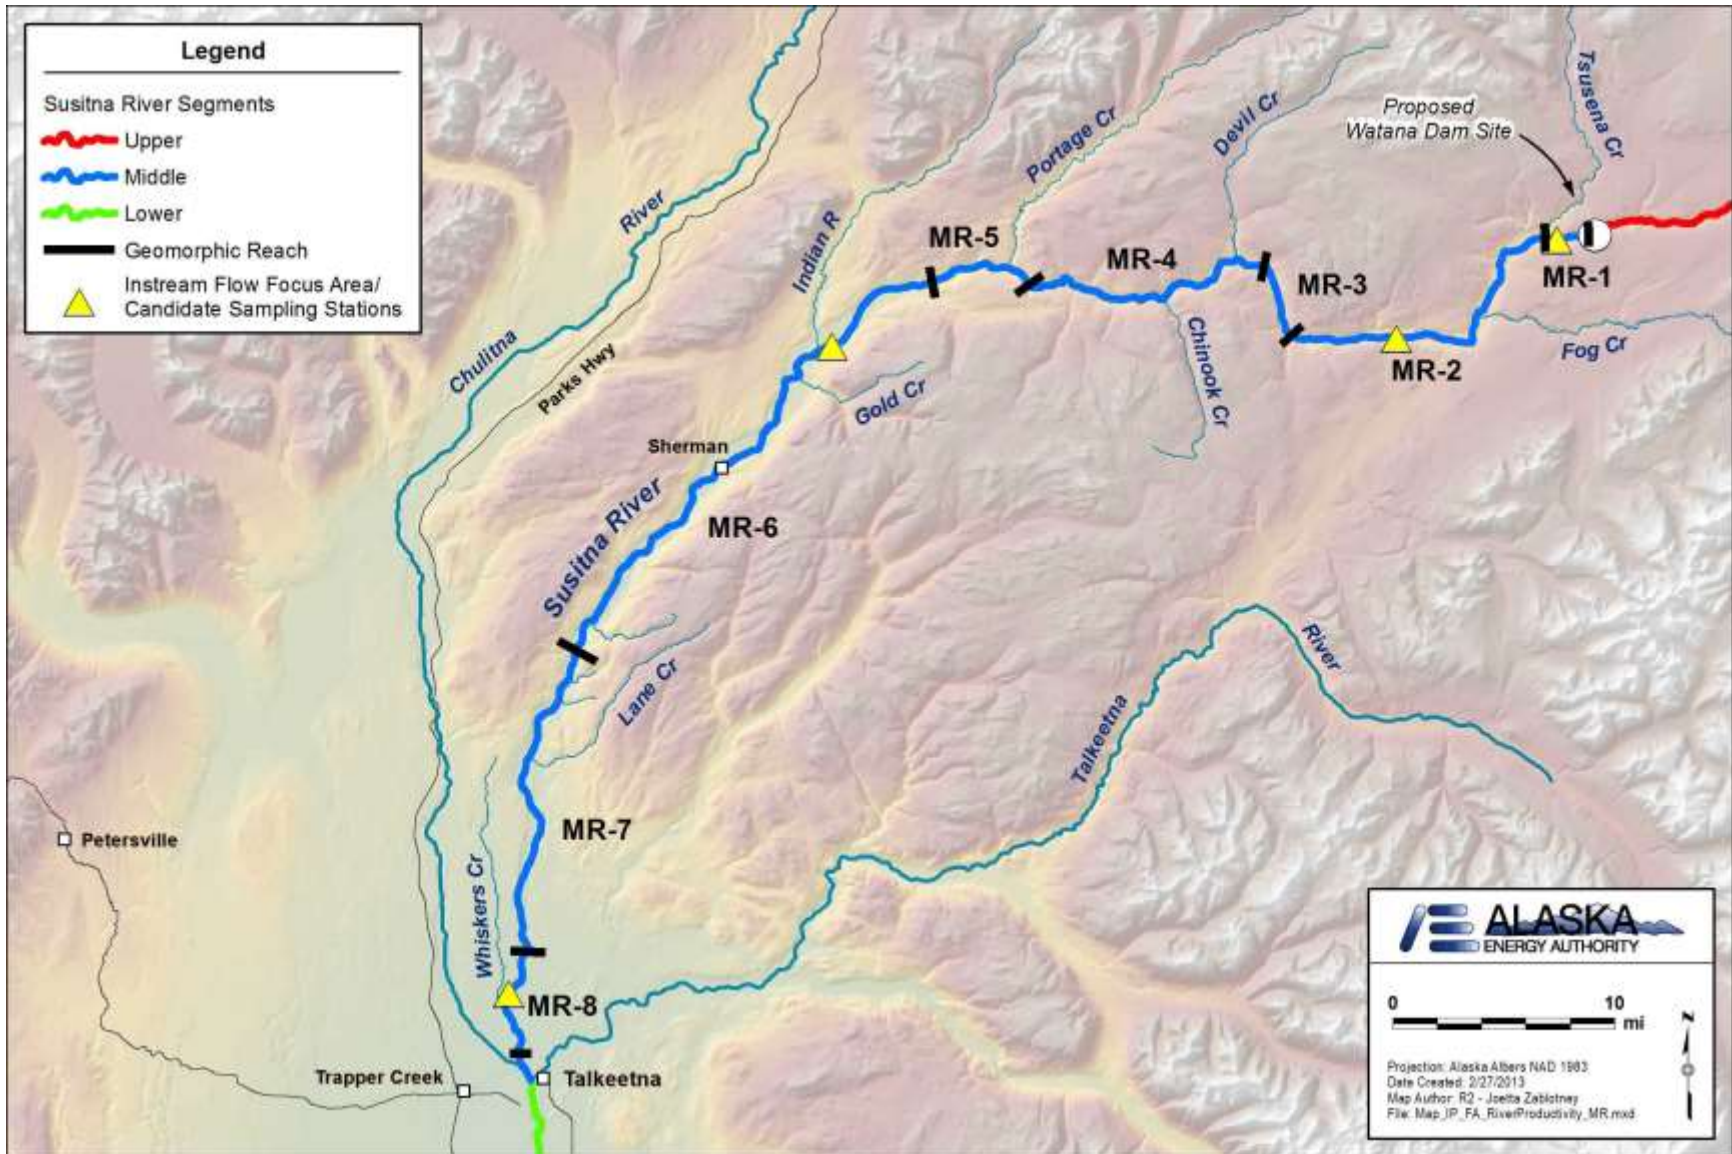 Legend
Susitna River Segments
Upper
Middle
Lower
Geomorphic Reach
Instream Flow Focus Area/
Candidate Sampling Stations
River
Chulitna
Parks Hwy
Indian R
Portage Cr
Devil Cr
Proposed
Watana Dam Site
Tsusena Cr
MR-5
MR-4
MR-3
MR-1
MR-2
Fog Cr
Chinook Cr
Gold Cr
Sherman
Susitna River
MR-6
Lane Cr
River
Talkeetna
MR-7
Petersville
Whiskers Cr
MR-8
Trapper Creek
Talkeetna
ALASKA
ENERGY AUTHORITY
0 10
mi
N
Projection: Alaska Albers NAD 1983
Date Created: 2/27/2013
Map Author: R2 - Joetta Zablotney
File: Map_IP_FA_RiverProductivity_MR.mxd